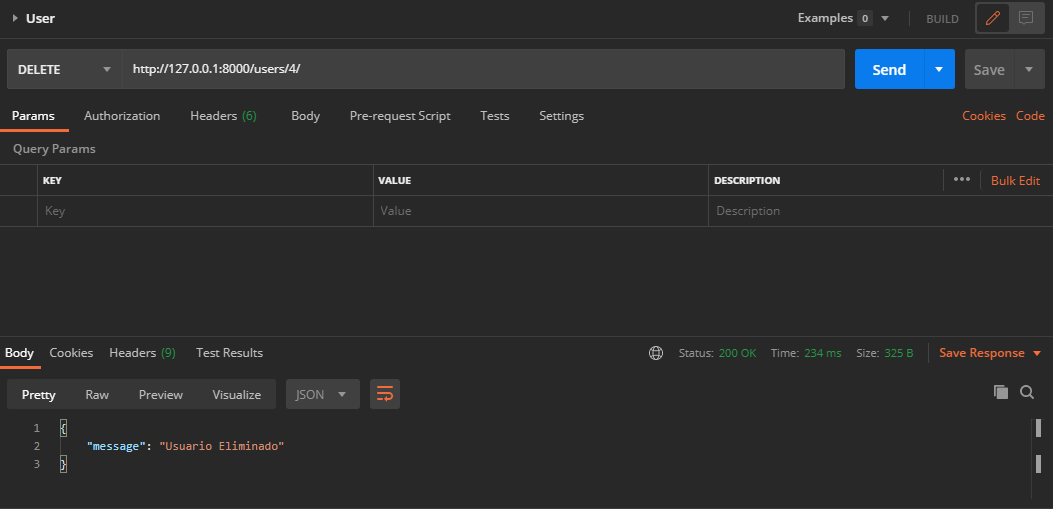 User Examples 0 BUILD
DELETE http://127.0.0.1:8000/users/4/ Send Save
Params Authorization Headers (6) Body Pre-request Script Tests Settings Cookies Code
Query Params
KEY VALUE DESCRIPTION ••• Bulk Edit
Key Value Description
Body Cookies Headers (9) Test Results Status: 200 OK Time: 234 ms Size: 325 B Save Response
Pretty Raw Preview Visualize JSON
1 {
2 "message": "Usuario Eliminado"
3 }